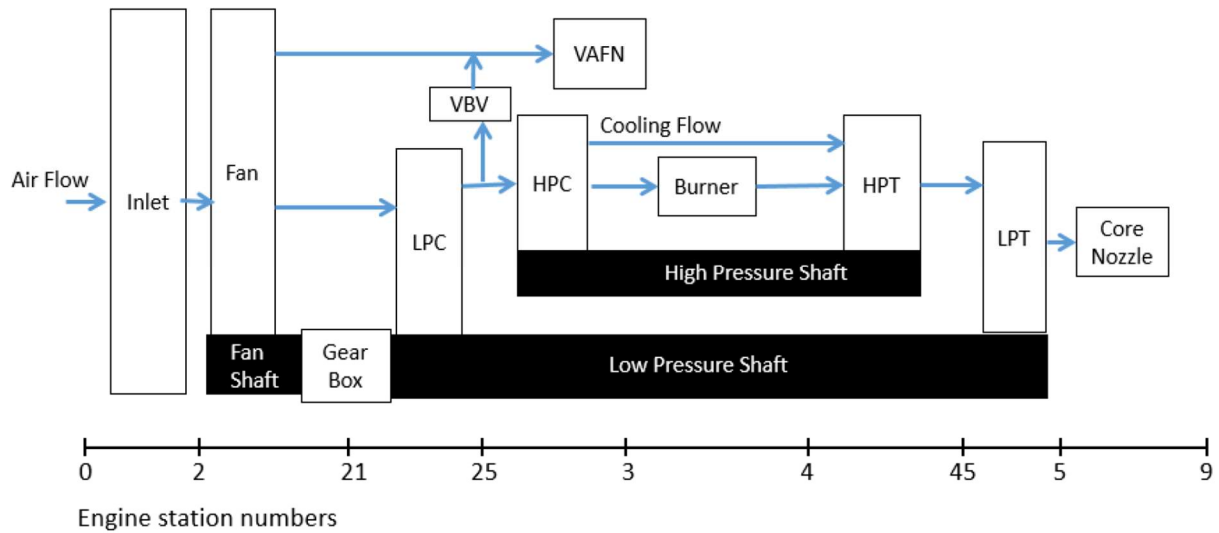 VAFN
VBV
Cooling Flow
Air Flow
Inlet
Fan
LPC
HPC
Burner
HPT
LPT
Core
Nozzle
High Pressure Shaft
Fan
Shaft
Gear
Box
Low Pressure Shaft
0 2 21 25 3 4 45 5 9
Engine station numbers